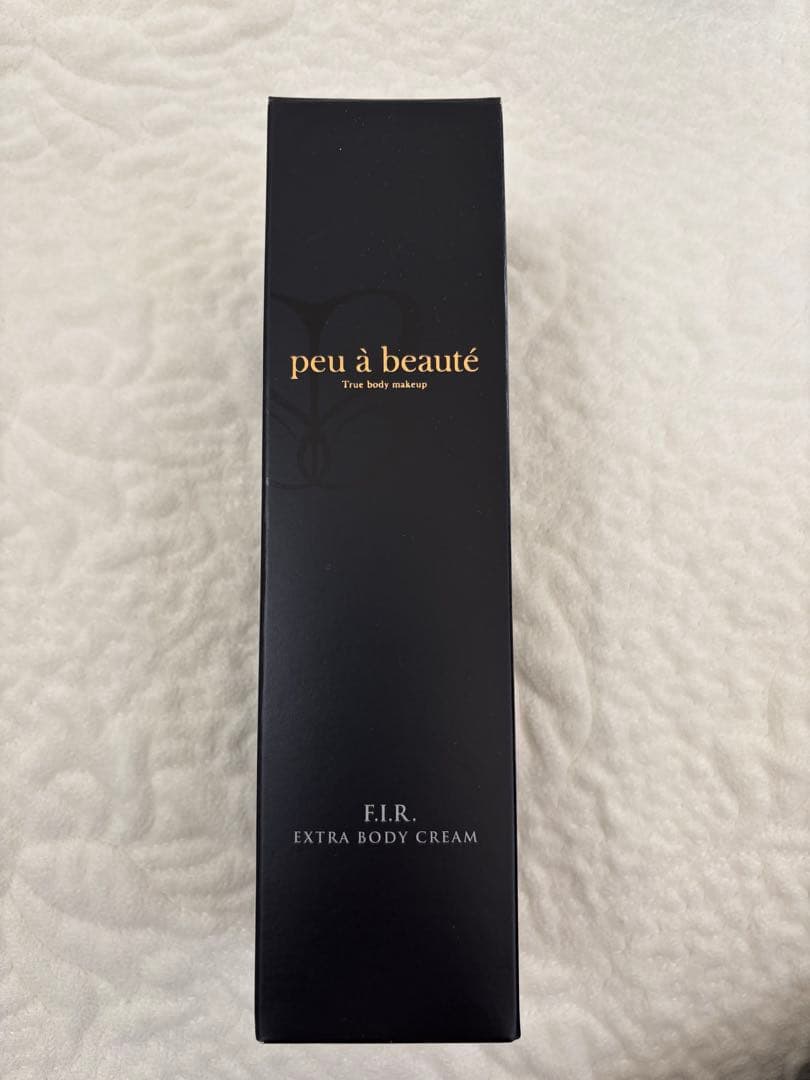 peu à beauté
True body makeup
F.I.R.
EXTRA BODY CREAM